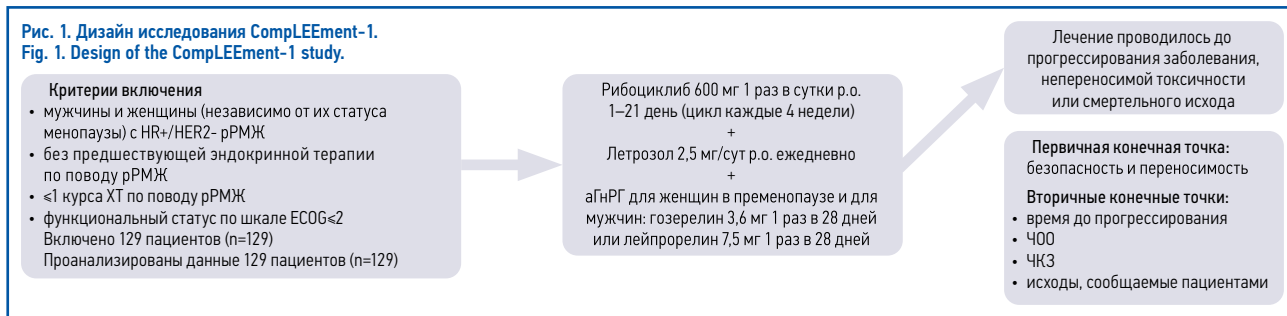 Рис. 1. Дизайн исследования CompLEEment-1.
Fig. 1. Design of the CompLEEment-1 study.
Критерии включения
• мужчины и женщины (независимо от их статуса
менопаузы) с HR+/HER2- рРМЖ
• без предшествующей эндокринной терапии
по поводу рРМЖ
• ≤1 курса ХТ по поводу рРМЖ
• функциональный статус по шкале ECOG≤2
Включено 129 пациентов (n=129)
Проанализированы данные 129 пациентов (n=129)
Рибоциклиб 600 мг 1 раз в сутки p.o.
1–21 день (цикл каждые 4 недели)
+
Летрозол 2,5 мг/сут p.o. ежедневно
+
аГнРГ для женщин в пременопаузе и для
мужчин: гозерелин 3,6 мг 1 раз в 28 дней
или лейпрорелин 7,5 мг 1 раз в 28 дней
Лечение проводилось до
прогрессирования заболевания,
непереносимой токсичности
или смертельного исхода
Первичная конечная точка:
безопасность и переносимость
Вторичные конечные точки:
• время до прогрессирования
• ЧОО
• ЧКЗ
• исходы, сообщаемые пациентами